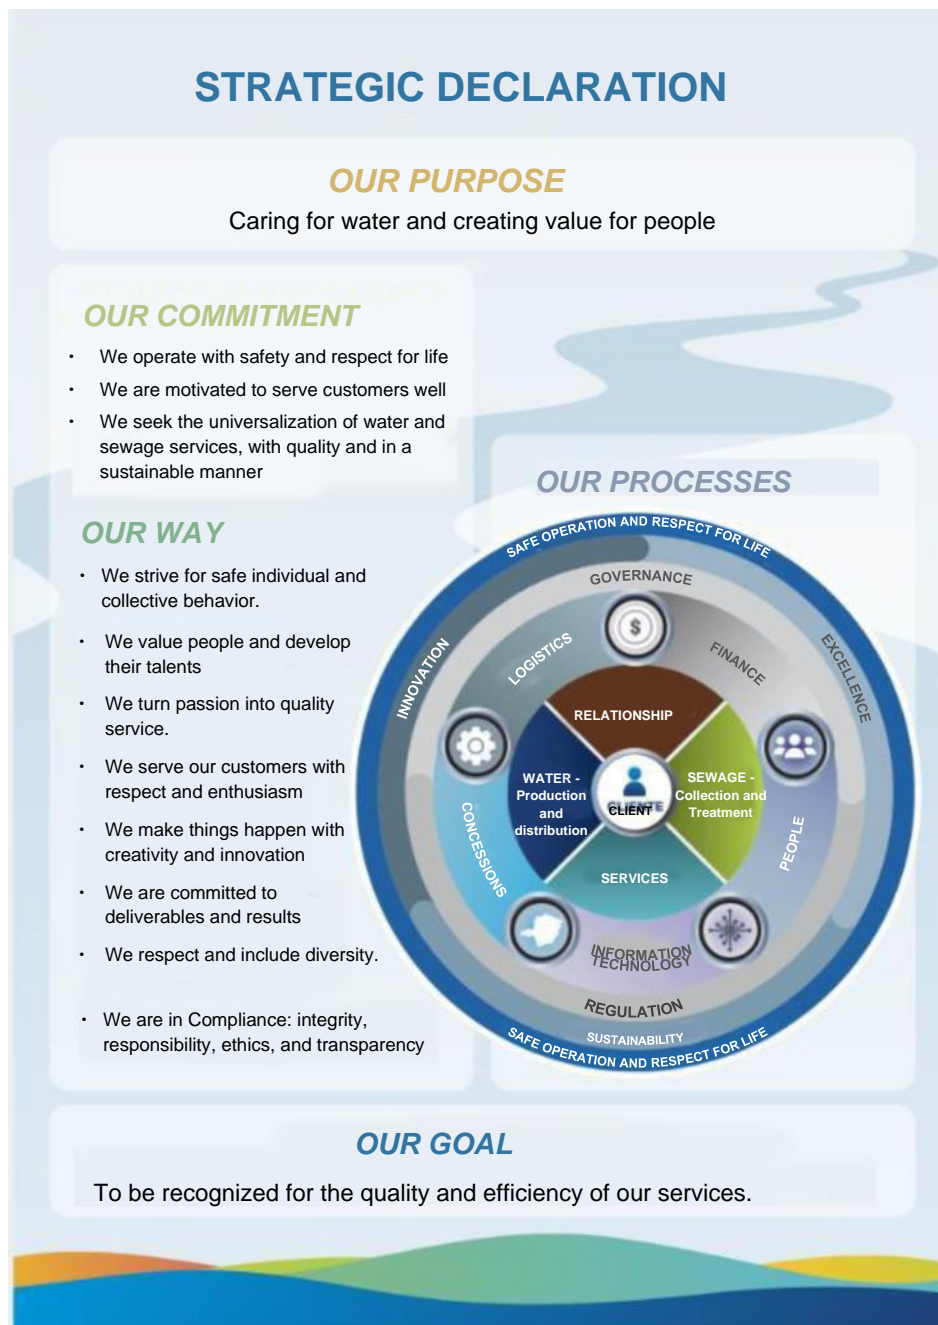 STRATEGIC DECLARATION
OUR PURPOSE
Caring for water and creating value for people
OUR COMMITMENT
• We operate with safety and respect for life
• We are motivated to serve customers well
• We seek the universalization of water and
sewage services, with quality and in a
sustainable manner
OUR WAY
• We strive for safe individual and
collective behavior.
• We value people and develop
their talents
• We turn passion into quality
service.
• We serve our customers with
respect and enthusiasm
• We make things happen with
creativity and innovation
• We are committed to
deliverables and results
• We respect and include diversity.
• We are in Compliance: integrity,
responsibility, ethics, and transparency
OUR PROCESSES
SAFE OPERATION AND RESPECT FOR LIFE
GOVERNANCE
INNOVATION
EXCELLENCE
LOGISTICS
$
FINANCE
RELATIONSHIP
WATER -
Production
and
distribution
CLIENTE
CLIENT
SEWAGE -
Collection and
Treatment
SERVICES
CONCESSIONS
PEOPLE
INFORMATION
TECHNOLOGY
REGULATION
SUSTAINABILITY
SAFE OPERATION AND RESPECT FOR LIFE
OUR GOAL
To be recognized for the quality and efficiency of our services.